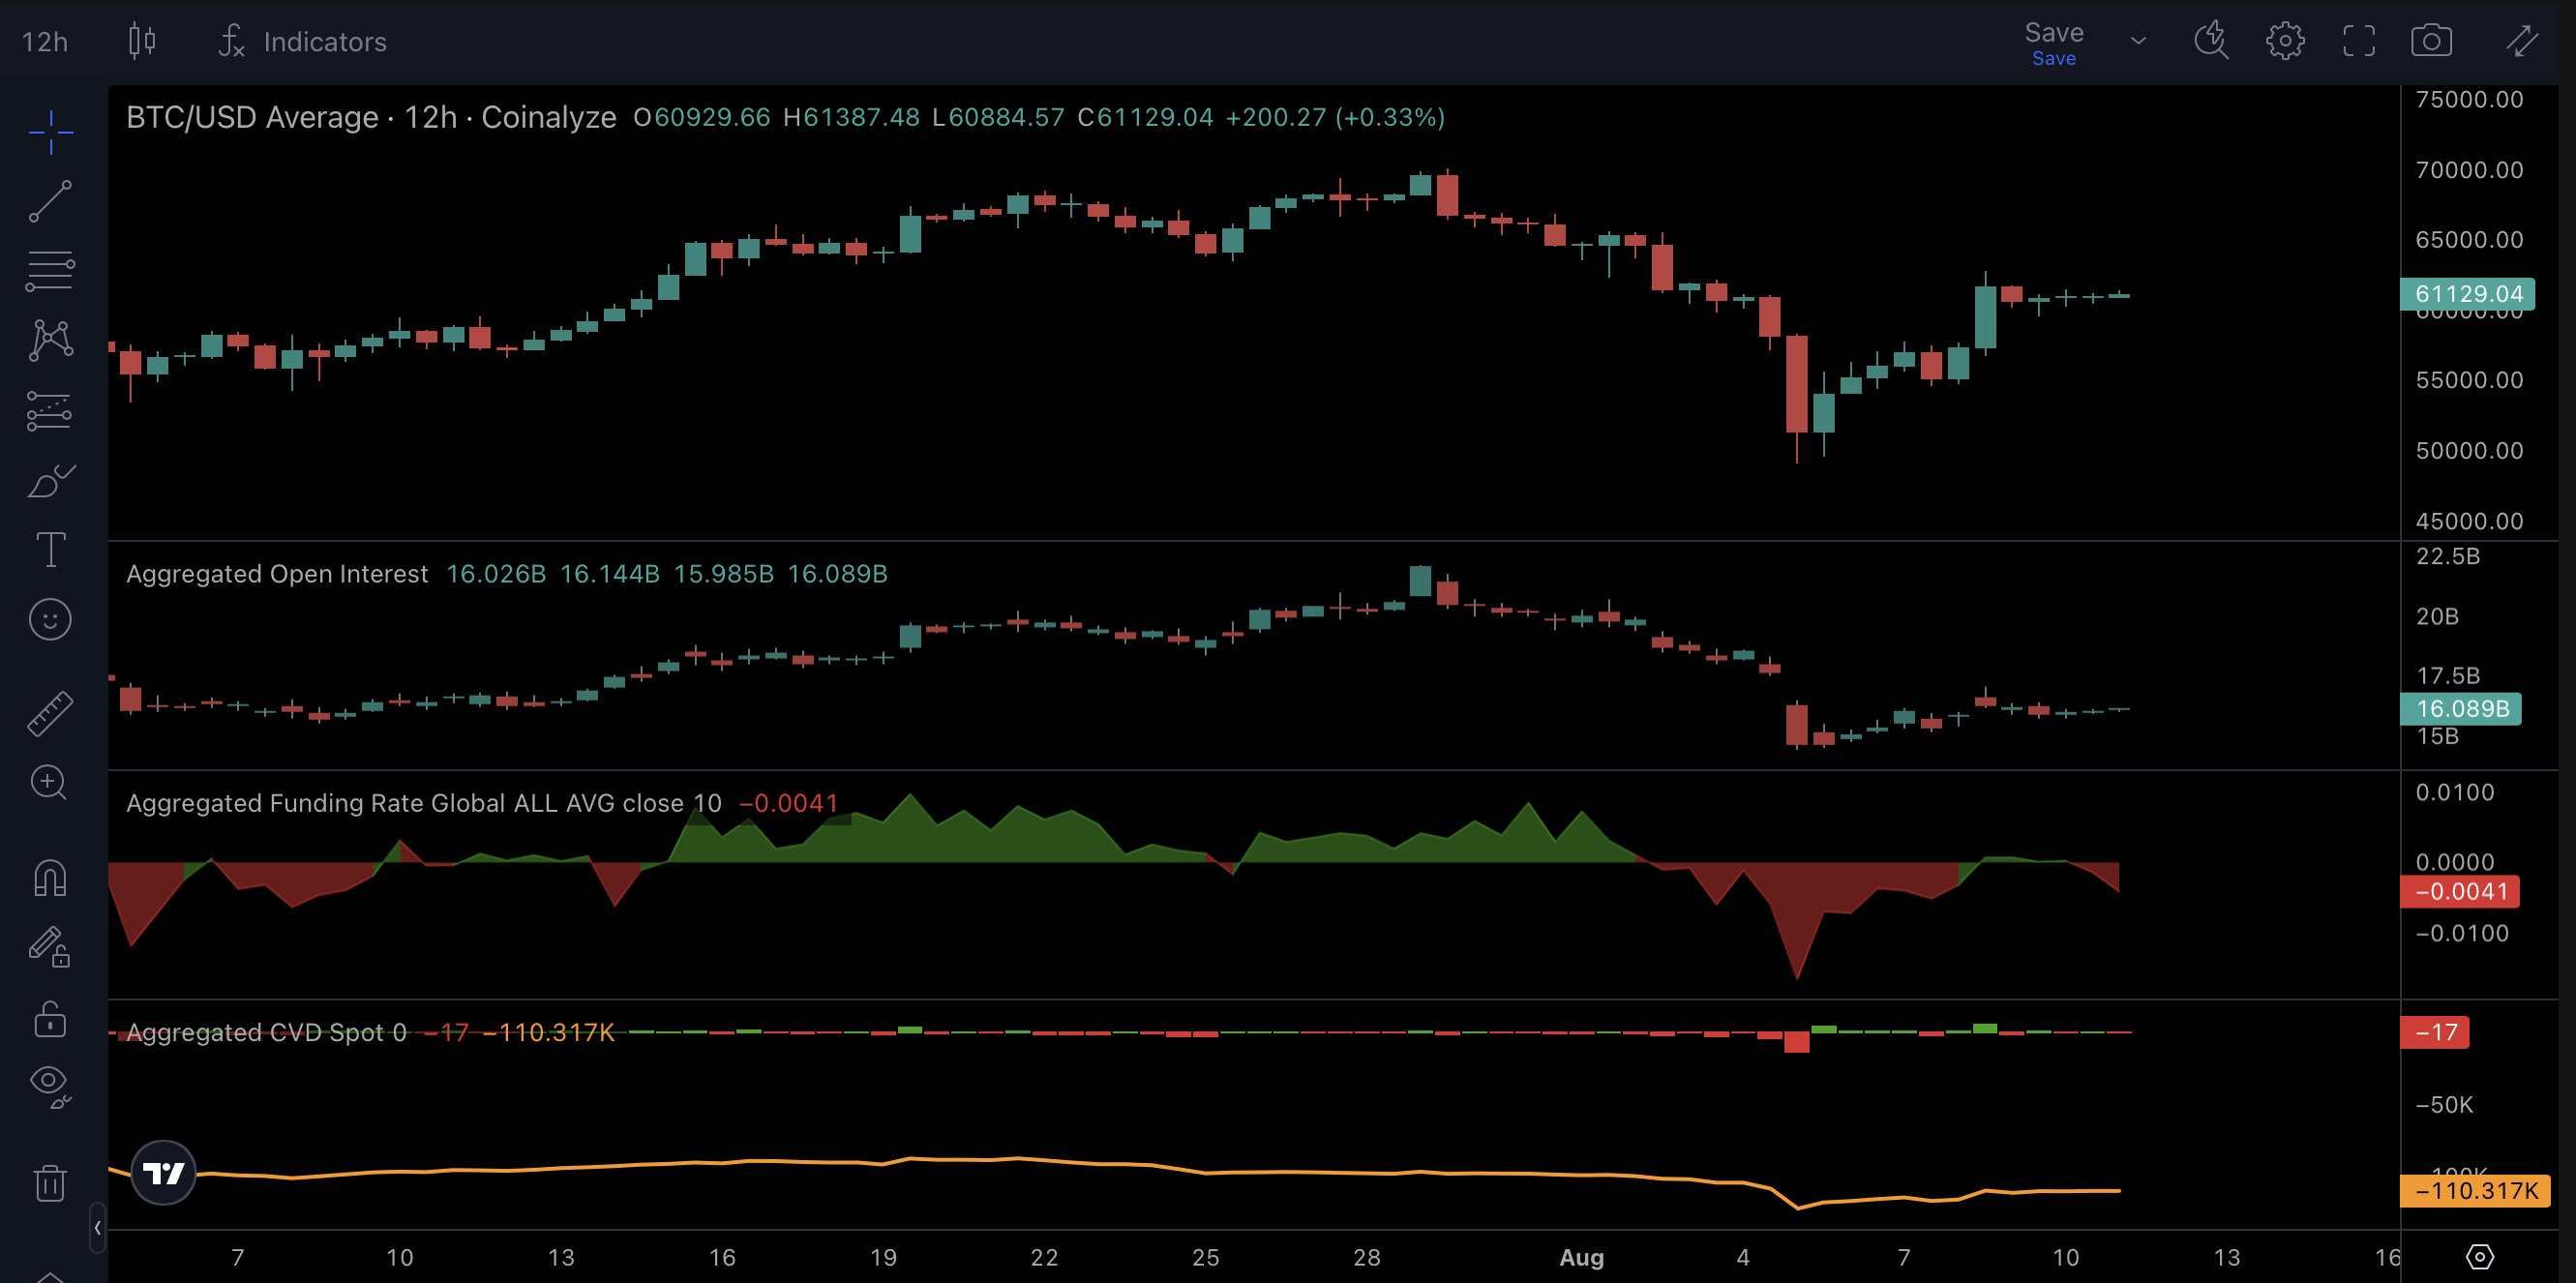 12h Indicators Save
Save
BTC/USD Average · 12h · Coinalyze O60929.66 H61387.48 L60884.57 C61129.04 +200.27 (+0.33%)
75000.00
70000.00
65000.00
61129.04
60000.00
55000.00
50000.00
45000.00
Aggregated Open Interest 16.026B 16.144B 15.985B 16.089B
22.5B
20B
17.5B
16.089B
15B
Aggregated Funding Rate Global ALL AVG close 10 −0.0041
0.0100
0.0000
−0.0041
−0.0100
Aggregated CVD Spot 0 −17 −110.317K
−17
−50K
−100K
−110.317K
7 10 13 16 19 22 25 28 Aug 4 7 10 13 16